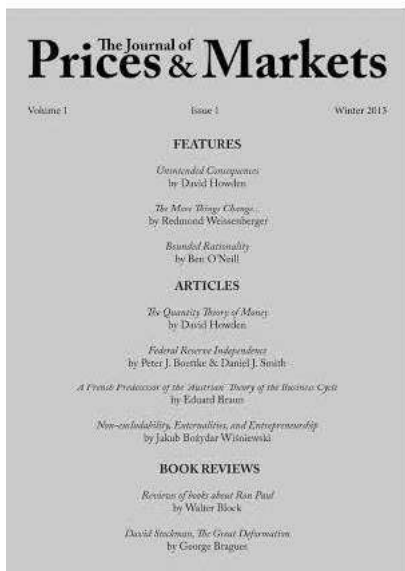 The Journal of
Prices & Markets
Volume 1 Issue 1 Winter 2013
FEATURES
Unintended Consequences
by David Howden
The More Things Change...
by Redmond Weissenberger
Bounded Rationality
by Ben O'Neill
ARTICLES
The Quantity Theory of Money
by David Howden
Federal Reserve Independence
by Peter J. Boettke & Daniel J. Smith
A French Predecessor of the 'Austrian' Theory of the Business Cycle
by Eduard Braun
Non-excludability, Externalities, and Entrepreneurship
by Jakub Bożydar Wiśniewski
BOOK REVIEWS
Reviews of books about Ron Paul
by Walter Block
David Stockman, The Great Deformation
by George Bragues